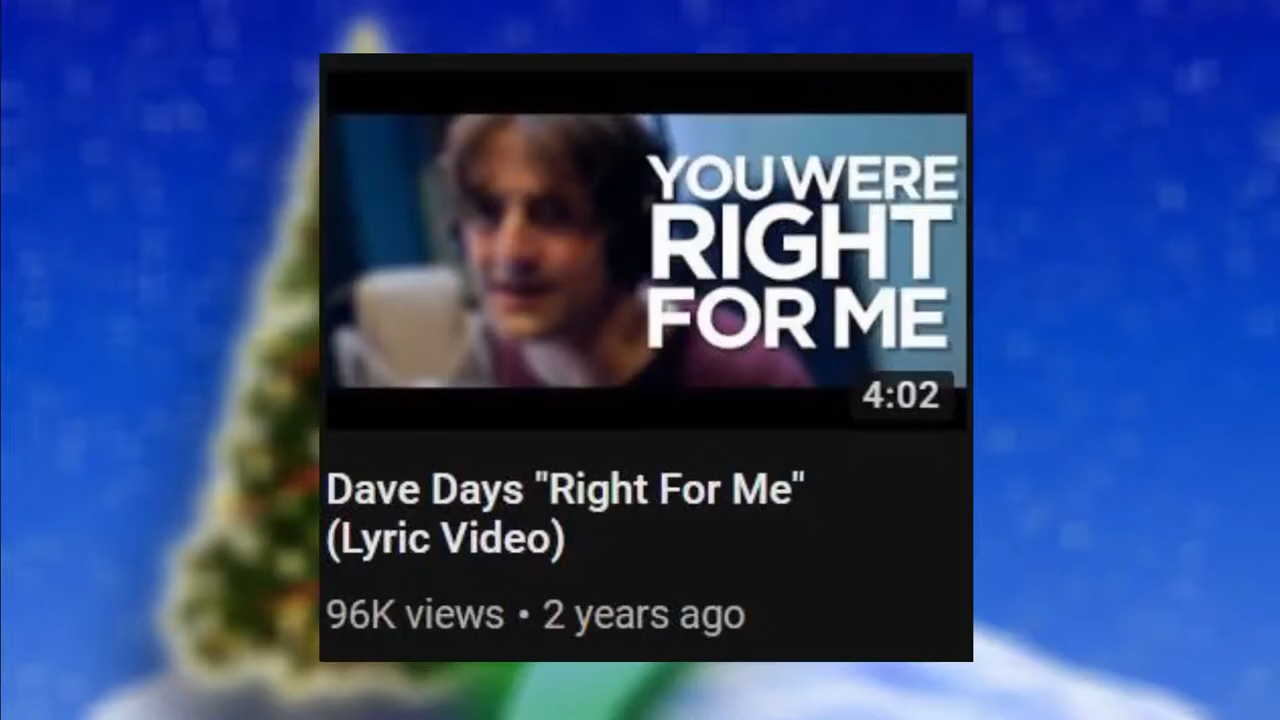 YOU WERE
RIGHT
FOR ME
4:02
Dave Days "Right For Me"
(Lyric Video)
96K views • 2 years ago